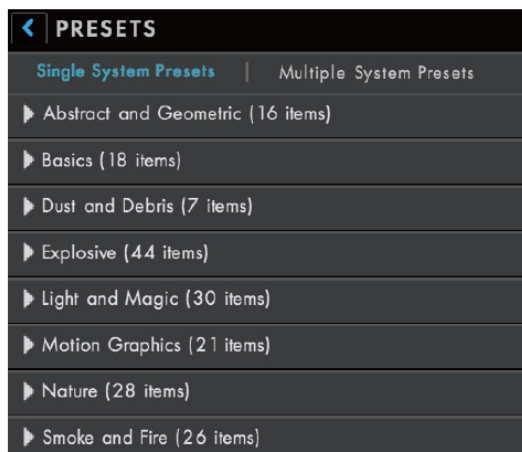 PRESETS
Single System Presets | Multiple System Presets
Abstract and Geometric (16 items)
Basics (18 items)
Dust and Debris (7 items)
Explosive (44 items)
Light and Magic (30 items)
Motion Graphics (21 items)
Nature (28 items)
Smoke and Fire (26 items)